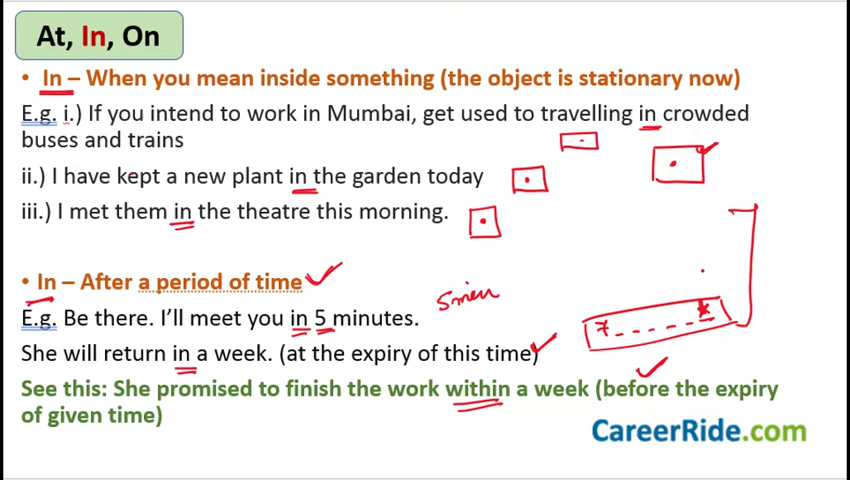 At, In, On
• In – When you mean inside something (the object is stationary now)
E.g. i.) If you intend to work in Mumbai, get used to travelling in crowded
buses and trains
ii.) I have kept a new plant in the garden today
iii.) I met them in the theatre this morning.
• In – After a period of time
5 min
E.g. Be there. I'll meet you in 5 minutes.
7
She will return in a week. (at the expiry of this time)
See this: She promised to finish the work within a week (before the expiry
of given time)
CareerRide.com